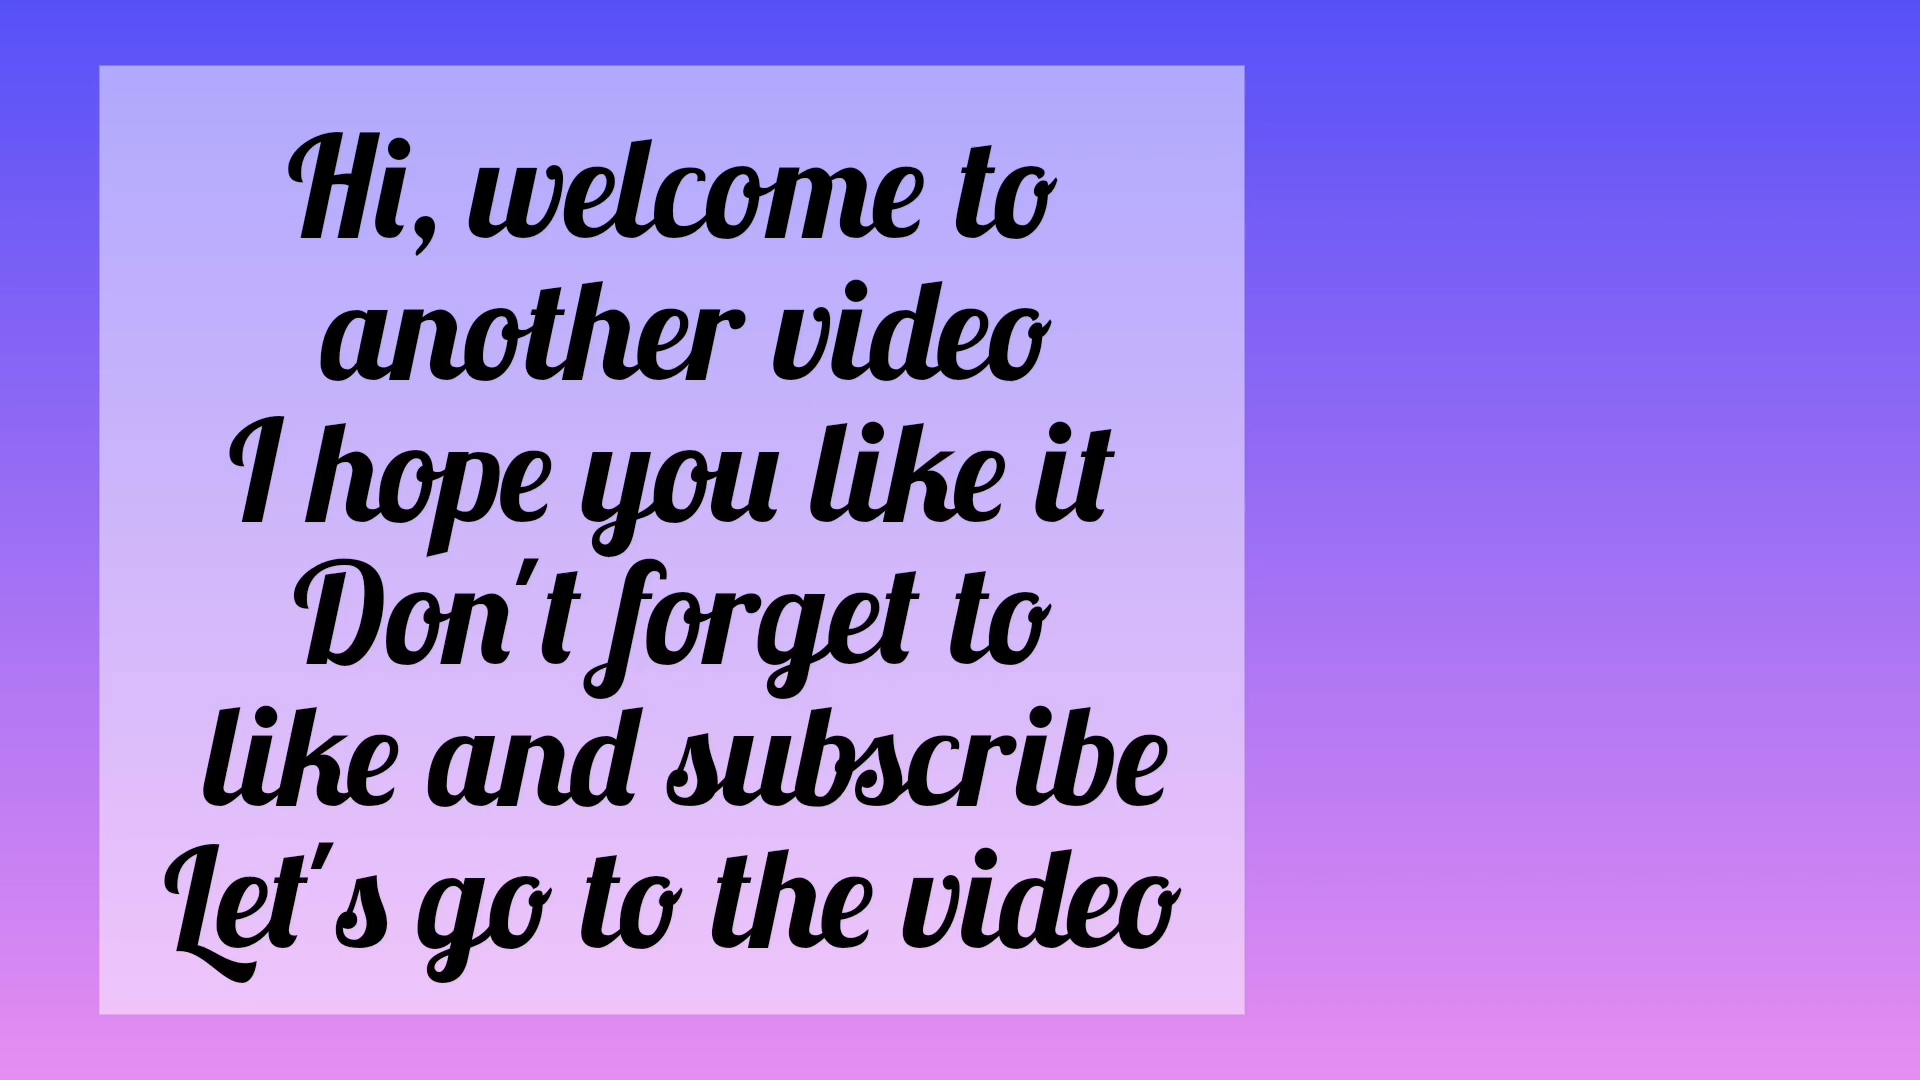 Hi, welcome to
another video
I hope you like it
Don't forget to
like and subscribe
Let's go to the video